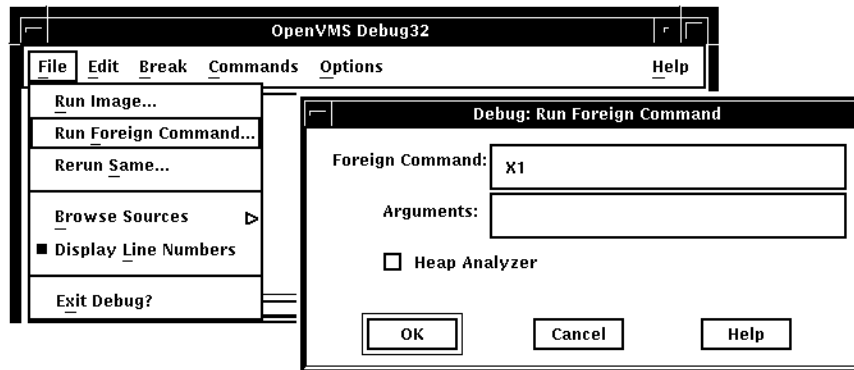 OpenVMS Debug32
File Edit Break Commands Options Help
Run Image...
Run Foreign Command...
Rerun Same...
Browse Sources
Display Line Numbers
Exit Debug?
Debug: Run Foreign Command
Foreign Command: X1
Arguments:
Heap Analyzer
OK Cancel Help